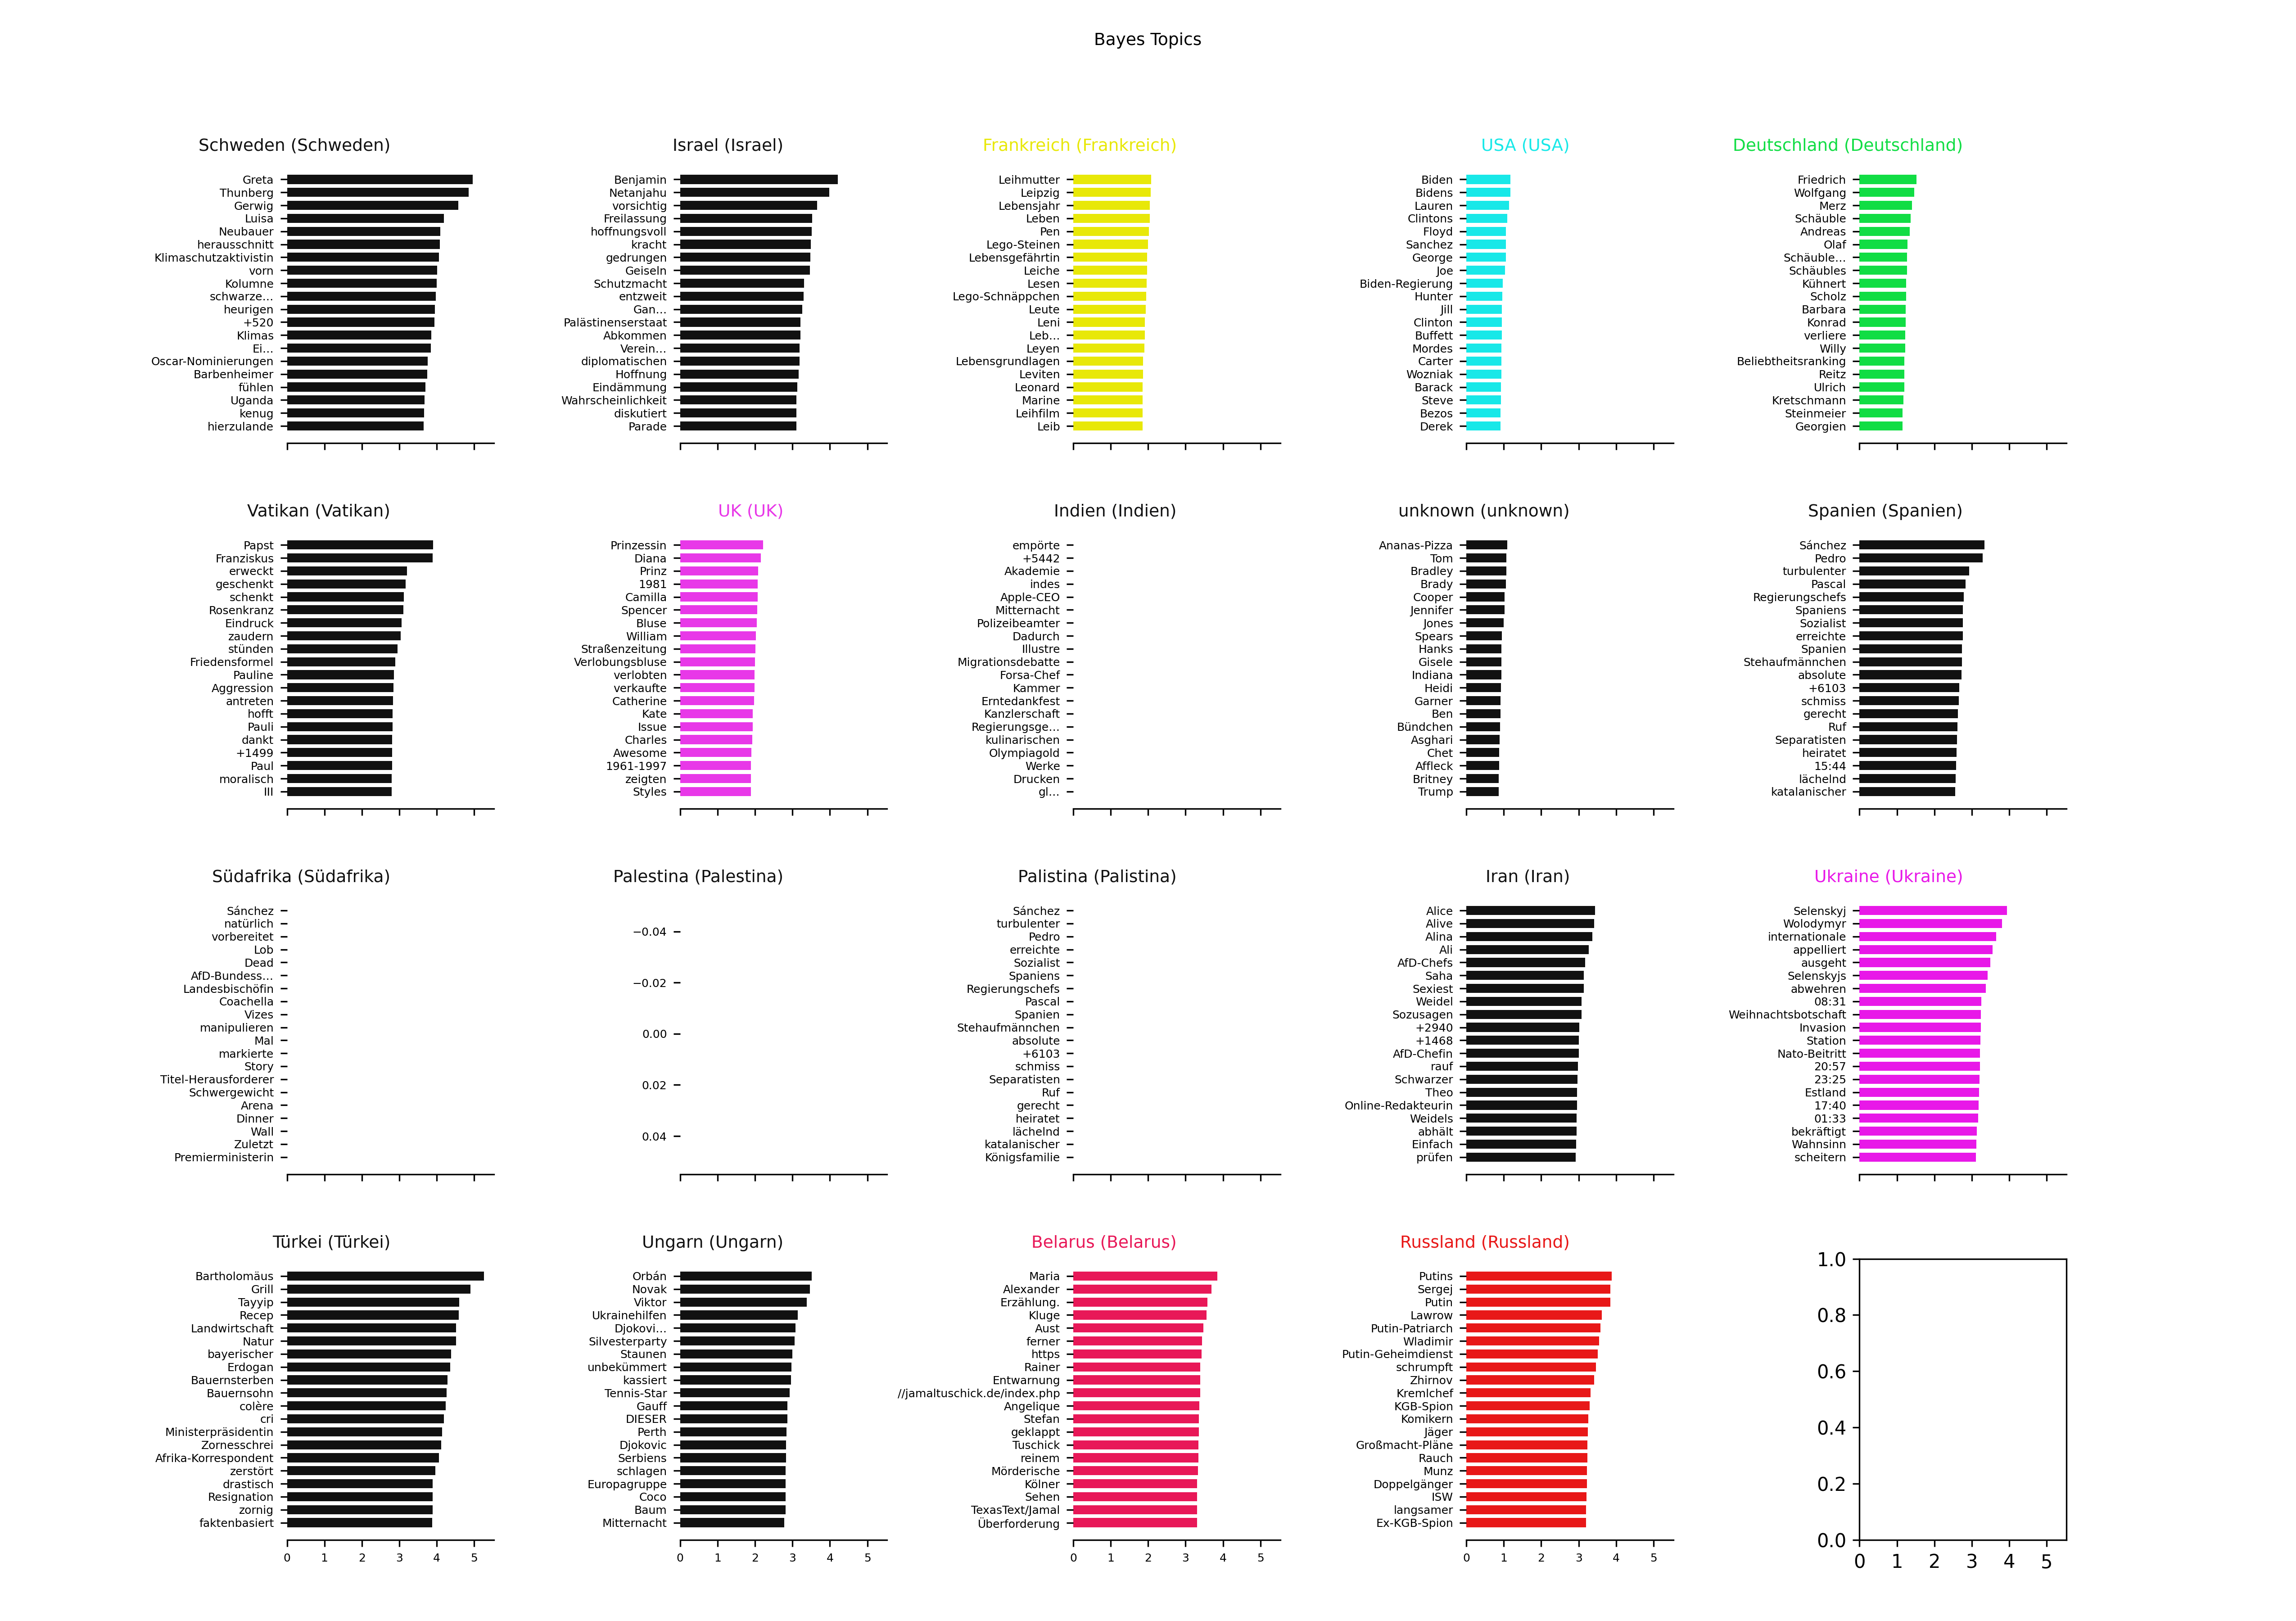 Bayes Topics
Schweden (Schweden)
Greta
Thunberg
Gerwig
Luisa
Neubauer
herausschnitt
Klimaschutzaktivistin
vorn
Kolumne
schwarze…
heurigen
+520
Klimas
Ei…
Oscar-Nominierungen
Barbenheimer
fühlen
Uganda
kenug
hierzulande
Israel (Israel)
Benjamin
Netanjahu
vorsichtig
Freilassung
hoffnungsvoll
kracht
gedrungen
Geiseln
Schutzmacht
entzweit
Gan…
Palästinenserstaat
Abkommen
Verein…
diplomatischen
Hoffnung
Eindämmung
Wahrscheinlichkeit
diskutiert
Parade
Frankreich (Frankreich)
Leihmutter
Leipzig
Lebensjahr
Leben
Pen
Lego-Steinen
Lebensgefährtin
Leiche
Lesen
Lego-Schnäppchen
Leute
Leni
Leb…
Leyen
Lebensgrundlagen
Leviten
Leonard
Marine
Leihfilm
Leib
USA (USA)
Biden
Bidens
Lauren
Clintons
Floyd
Sanchez
George
Joe
Biden-Regierung
Hunter
Jill
Clinton
Buffett
Mordes
Carter
Wozniak
Barack
Steve
Bezos
Derek
Deutschland (Deutschland)
Friedrich
Wolfgang
Merz
Schäuble
Andreas
Olaf
Schäuble…
Schäubles
Kühnert
Scholz
Barbara
Konrad
verliere
Willy
Beliebtheitsranking
Reitz
Ulrich
Kretschmann
Steinmeier
Georgien
Vatikan (Vatikan)
Papst
Franziskus
erweckt
geschenkt
schenkt
Rosenkranz
Eindruck
zaudern
stünden
Friedensformel
Pauline
Aggression
antreten
hofft
Pauli
dankt
+1499
Paul
moralisch
III
UK (UK)
Prinzessin
Diana
Prinz
1981
Camilla
Spencer
Bluse
William
Straßenzeitung
Verlobungsbluse
verlobten
verkaufte
Catherine
Kate
Issue
Charles
Awesome
1961-1997
zeigten
Styles
Indien (Indien)
empörte
+5442
Akademie
indes
Apple-CEO
Mitternacht
Polizeibeamter
Dadurch
Illustre
Migrationsdebatte
Forsa-Chef
Kammer
Erntedankfest
Kanzlerschaft
Regierungsge…
kulinarischen
Olympiagold
Werke
Drucken
gl…
unknown (unknown)
Ananas-Pizza
Tom
Bradley
Brady
Cooper
Jennifer
Jones
Spears
Hanks
Gisele
Indiana
Heidi
Garner
Ben
Bündchen
Asghari
Chet
Affleck
Britney
Trump
Spanien (Spanien)
Sánchez
Pedro
turbulenter
Pascal
Regierungschefs
Spaniens
Sozialist
erreichte
Spanien
Stehaufmännchen
absolute
+6103
schmiss
gerecht
Ruf
Separatisten
heiratet
15:44
lächelnd
katalanischer
Südafrika (Südafrika)
Sánchez
natürlich
vorbereitet
Lob
Dead
AfD-Bundess…
Landesbischöfin
Coachella
Vizes
manipulieren
Mal
markierte
Story
Titel-Herausforderer
Schwergewicht
Arena
Dinner
Wall
Zuletzt
Premierministerin
Palestina (Palestina)
−0.04
−0.02
0.00
0.02
0.04
Palistina (Palistina)
Sánchez
turbulenter
Pedro
erreichte
Sozialist
Spaniens
Regierungschefs
Pascal
Spanien
Stehaufmännchen
absolute
+6103
schmiss
Separatisten
Ruf
gerecht
heiratet
lächelnd
katalanischer
Königsfamilie
Iran (Iran)
Alice
Alive
Alina
Ali
AfD-Chefs
Saha
Sexiest
Weidel
Sozusagen
+2940
+1468
AfD-Chefin
rauf
Schwarzer
Theo
Online-Redakteurin
Weidels
abhält
Einfach
prüfen
Ukraine (Ukraine)
Selenskyj
Wolodymyr
internationale
appelliert
ausgeht
Selenskyjs
abwehren
08:31
Weihnachtsbotschaft
Invasion
Station
Nato-Beitritt
20:57
23:25
Estland
17:40
01:33
bekräftigt
Wahnsinn
scheitern
Türkei (Türkei)
Bartholomäus
Grill
Tayyip
Recep
Landwirtschaft
Natur
bayerischer
Erdogan
Bauernsterben
Bauernsohn
colère
cri
Ministerpräsidentin
Zornesschrei
Afrika-Korrespondent
zerstört
drastisch
Resignation
zornig
faktenbasiert
0 1 2 3 4 5
Ungarn (Ungarn)
Orbán
Novak
Viktor
Ukrainehilfen
Djokovi…
Silvesterparty
Staunen
unbekümmert
kassiert
Tennis-Star
Gauff
DIESER
Perth
Djokovic
Serbiens
schlagen
Europagruppe
Coco
Baum
Mitternacht
0 1 2 3 4 5
Belarus (Belarus)
Maria
Alexander
Erzählung.
Kluge
Aust
ferner
https
Rainer
Entwarnung
//jamaltuschick.de/index.php
Angelique
Stefan
geklappt
Tuschick
reinem
Mörderische
Kölner
Sehen
TexasText/Jamal
Überforderung
0 1 2 3 4 5
Russland (Russland)
Putins
Sergej
Putin
Lawrow
Putin-Patriarch
Wladimir
Putin-Geheimdienst
schrumpft
Zhirnov
Kremlchef
KGB-Spion
Komikern
Jäger
Großmacht-Pläne
Rauch
Munz
Doppelgänger
ISW
langsamer
Ex-KGB-Spion
0 1 2 3 4 5
1.0
0.8
0.6
0.4
0.2
0.0
0 1 2 3 4 5